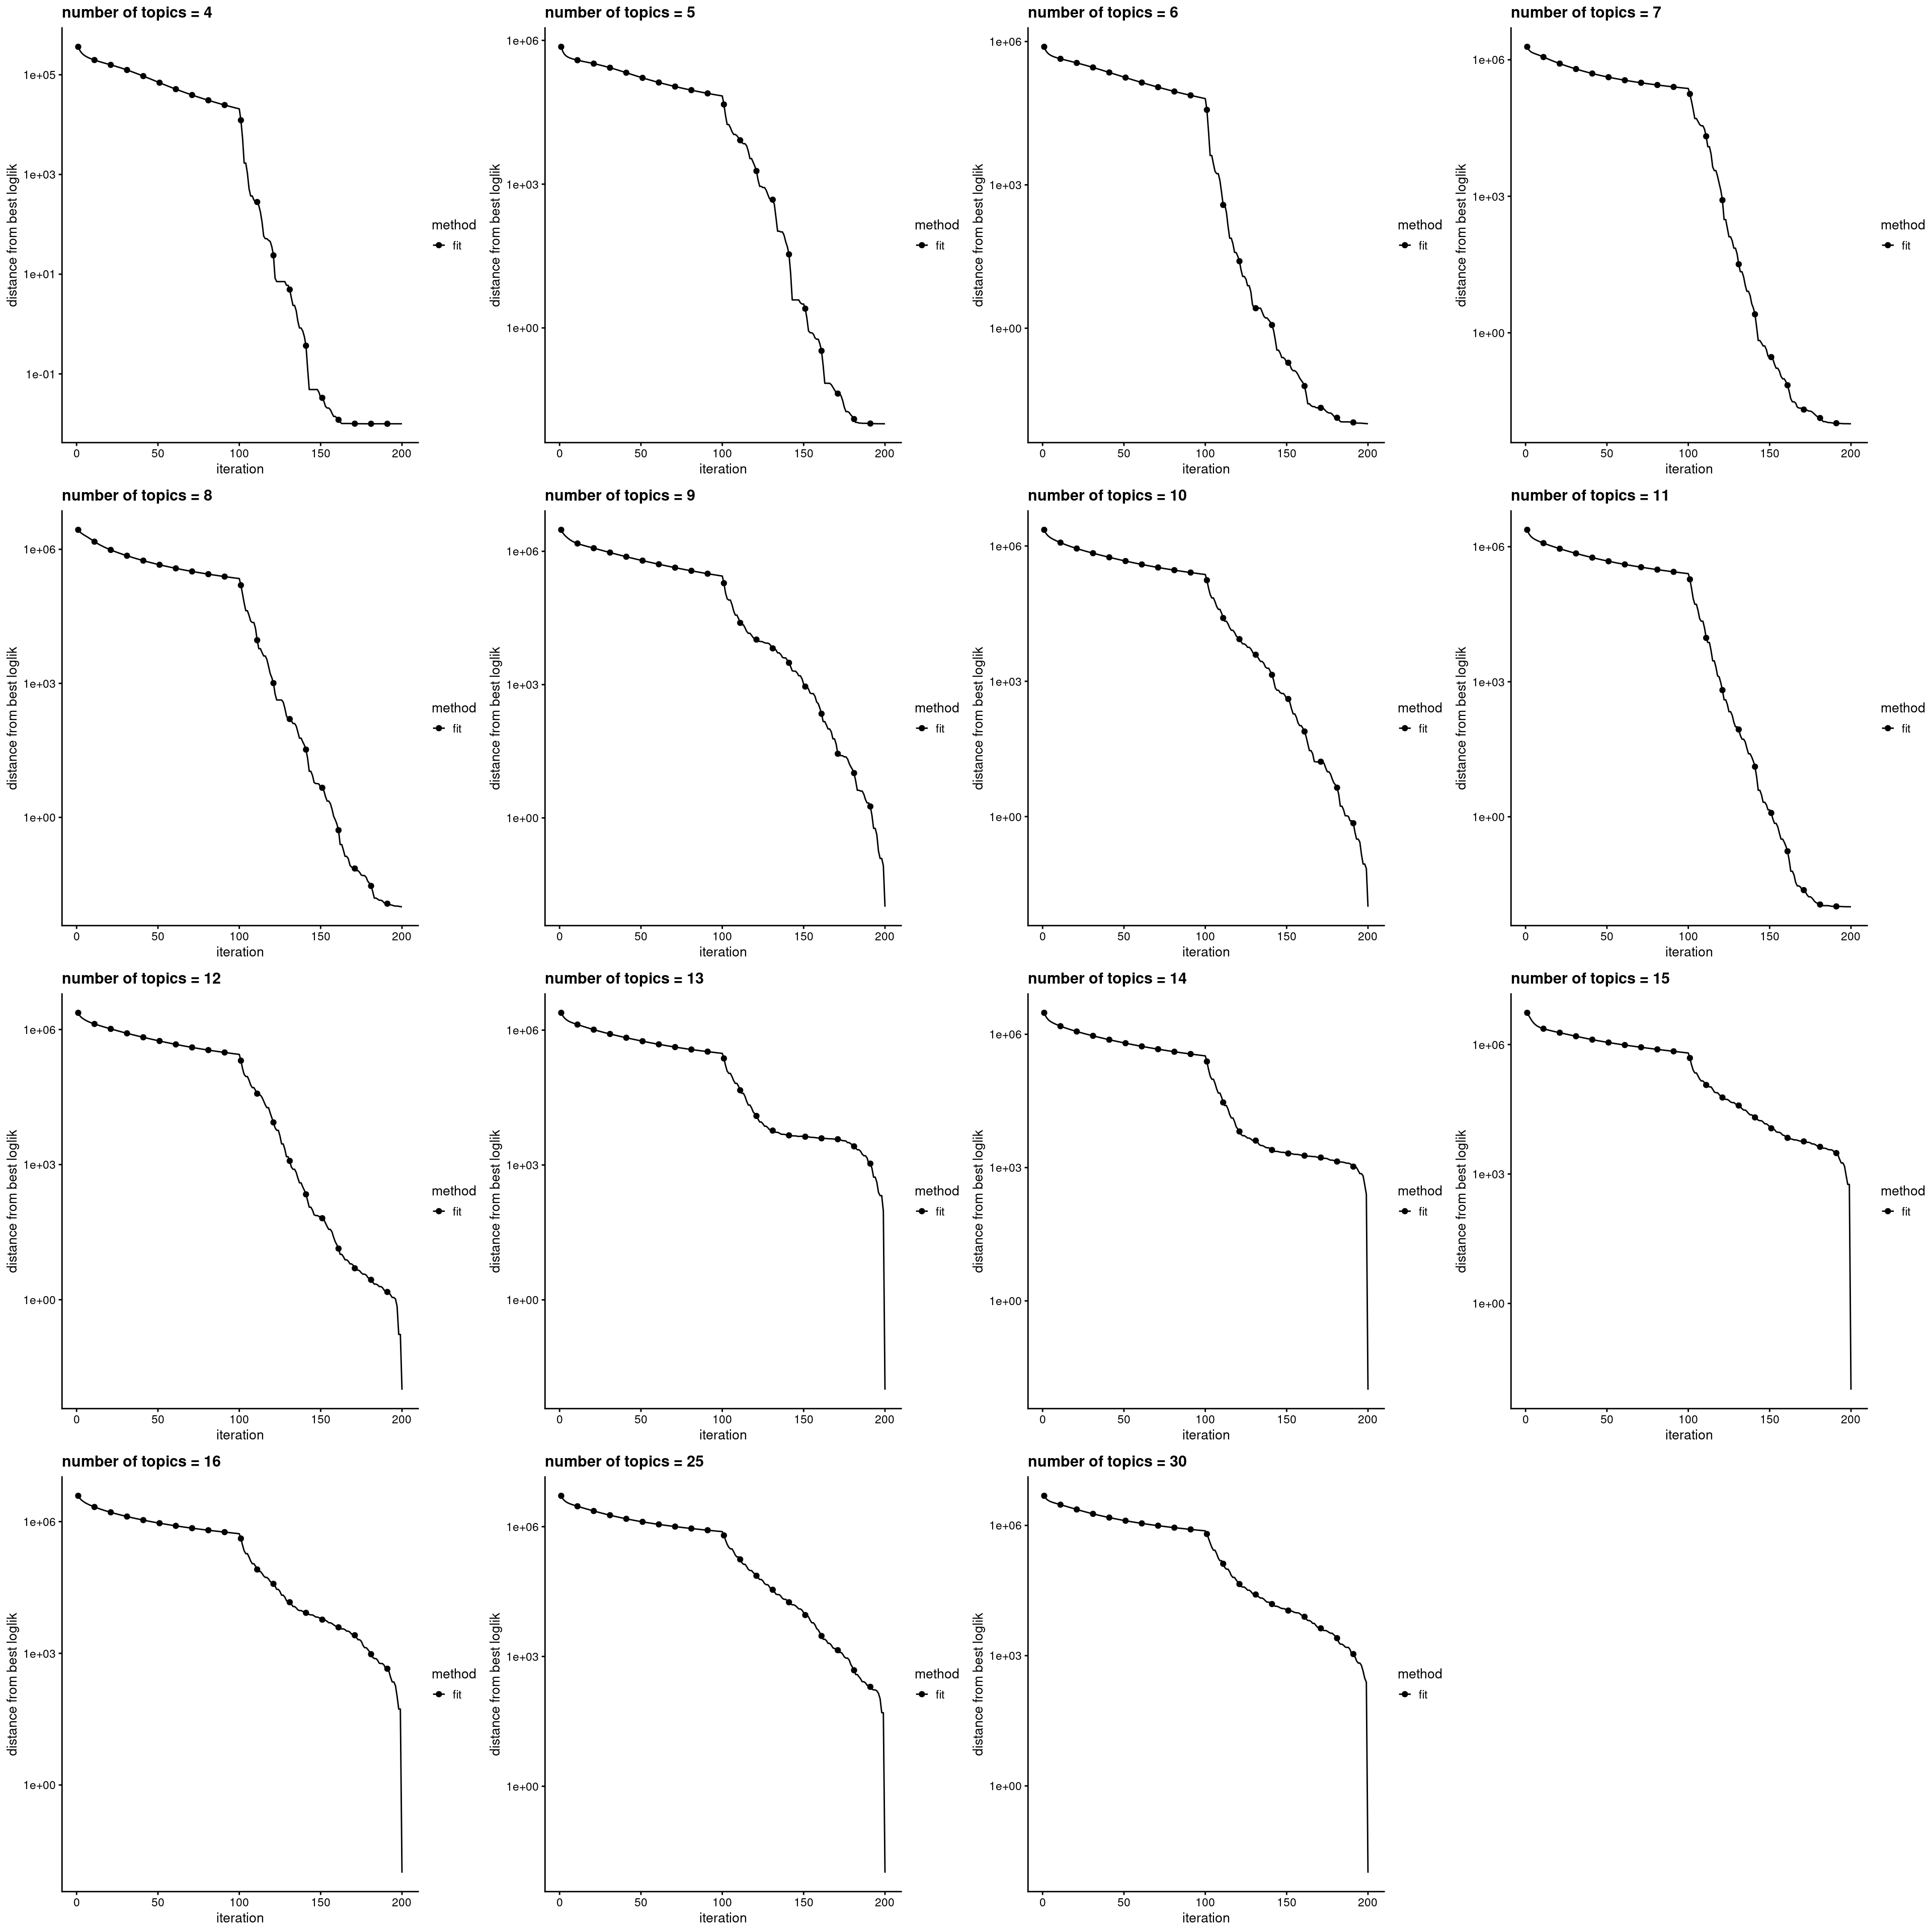 number of topics = 4
distance from best loglik
1e+05
1e+03
1e+01
1e-01
0 50 100 150 200
iteration
method
fit
number of topics = 5
distance from best loglik
1e+06
1e+03
1e+00
0 50 100 150 200
iteration
method
fit
number of topics = 6
distance from best loglik
1e+06
1e+03
1e+00
0 50 100 150 200
iteration
method
fit
number of topics = 7
distance from best loglik
1e+06
1e+03
1e+00
0 50 100 150 200
iteration
method
fit
number of topics = 8
distance from best loglik
1e+06
1e+03
1e+00
0 50 100 150 200
iteration
method
fit
number of topics = 9
distance from best loglik
1e+06
1e+03
1e+00
0 50 100 150 200
iteration
method
fit
number of topics = 10
distance from best loglik
1e+06
1e+03
1e+00
0 50 100 150 200
iteration
method
fit
number of topics = 11
distance from best loglik
1e+06
1e+03
1e+00
0 50 100 150 200
iteration
method
fit
number of topics = 12
distance from best loglik
1e+06
1e+03
1e+00
0 50 100 150 200
iteration
method
fit
number of topics = 13
distance from best loglik
1e+06
1e+03
1e+00
0 50 100 150 200
iteration
method
fit
number of topics = 14
distance from best loglik
1e+06
1e+03
1e+00
0 50 100 150 200
iteration
method
fit
number of topics = 15
distance from best loglik
1e+06
1e+03
1e+00
0 50 100 150 200
iteration
method
fit
number of topics = 16
distance from best loglik
1e+06
1e+03
1e+00
0 50 100 150 200
iteration
method
fit
number of topics = 25
distance from best loglik
1e+06
1e+03
1e+00
0 50 100 150 200
iteration
method
fit
number of topics = 30
distance from best loglik
1e+06
1e+03
1e+00
0 50 100 150 200
iteration
method
fit